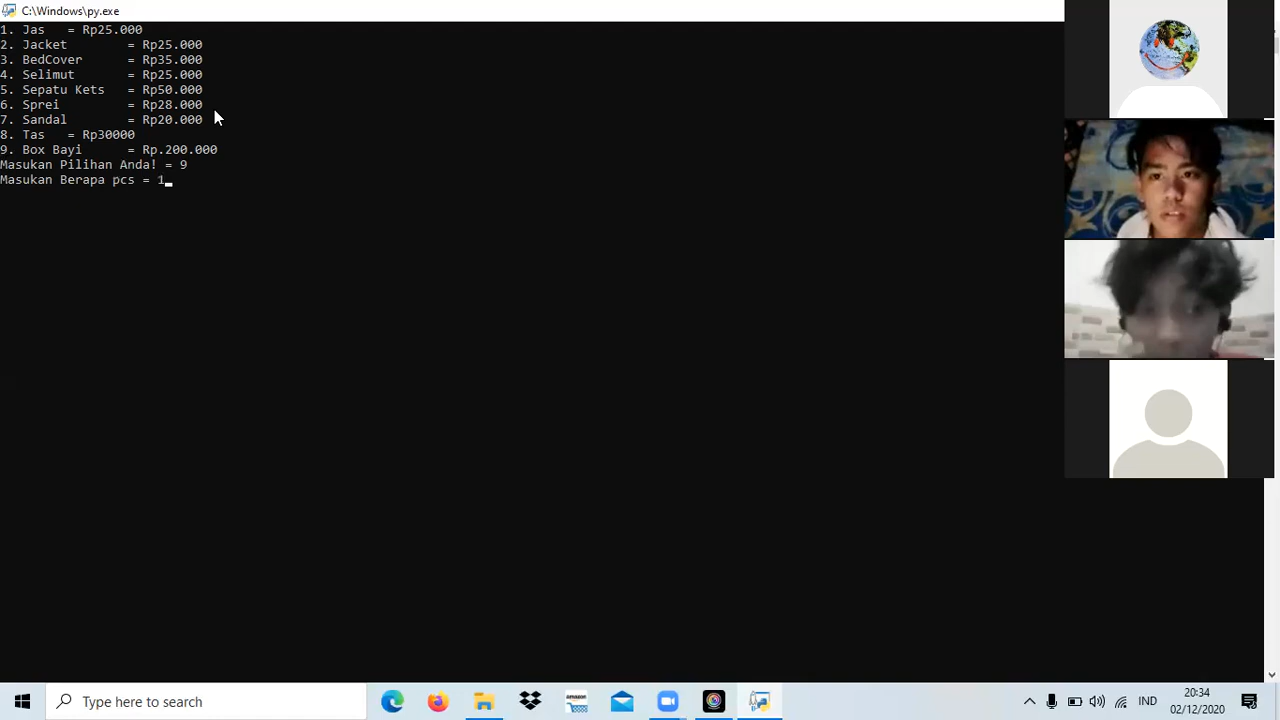 C:\Windows\py.exe
1. Jas = Rp25.000
2. Jacket = Rp25.000
3. BedCover = Rp35.000
4. Selimut = Rp25.000
5. Sepatu Kets = Rp50.000
6. Sprei = Rp28.000
7. Sandal = Rp20.000
8. Tas = Rp30000
9. Box Bayi = Rp.200.000
Masukan Pilihan Anda! = 9
Masukan Berapa pcs = 1
Type here to search
amazon
IND
20:34
02/12/2020